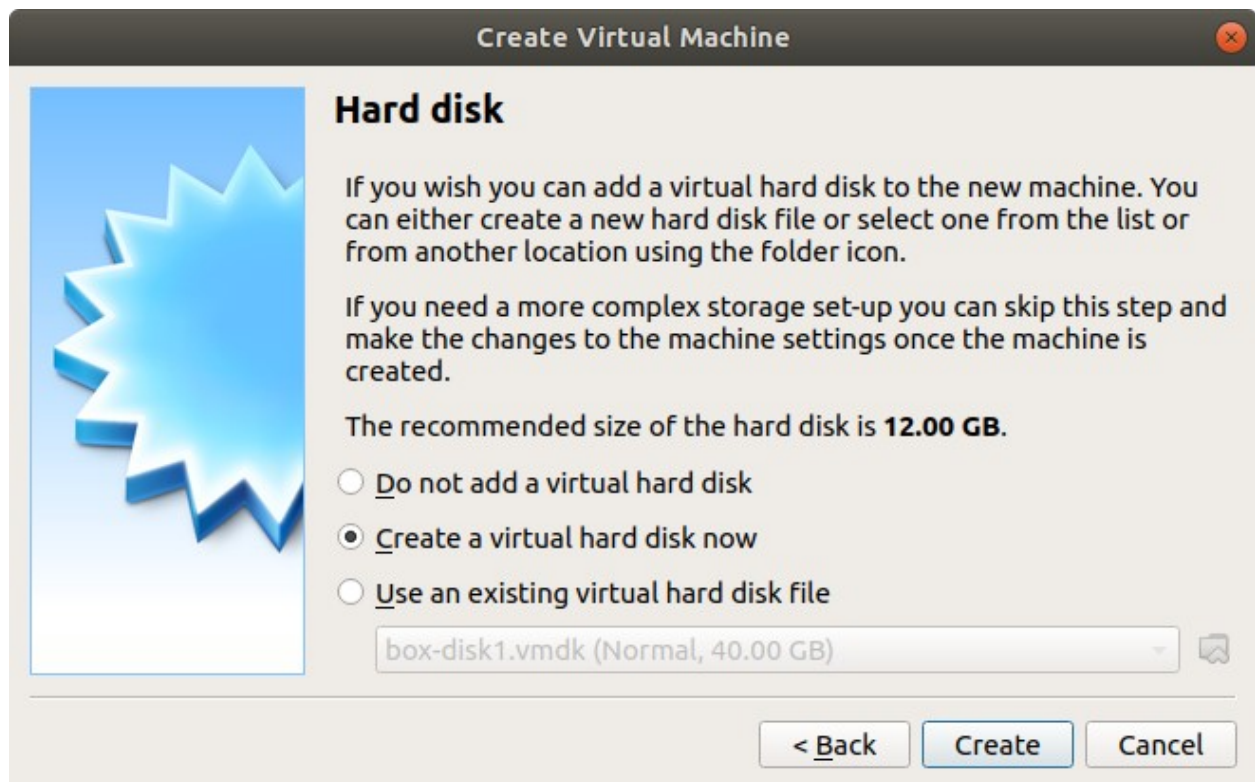 Create Virtual Machine
Hard disk
If you wish you can add a virtual hard disk to the new machine. You
can either create a new hard disk file or select one from the list or
from another location using the folder icon.
If you need a more complex storage set-up you can skip this step and
make the changes to the machine settings once the machine is
created.
The recommended size of the hard disk is 12.00 GB.
Do not add a virtual hard disk
Create a virtual hard disk now
Use an existing virtual hard disk file
box-disk1.vmdk (Normal, 40.00 GB)
< Back Create Cancel